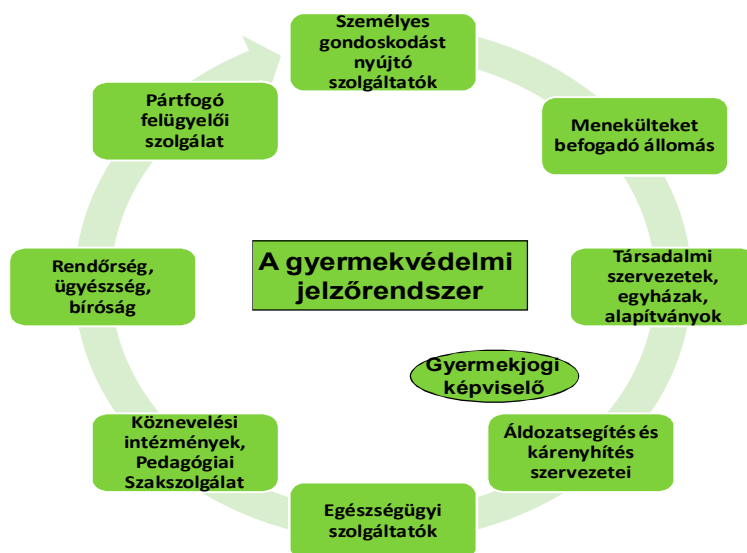 Személyes
gondoskodást
nyújtó
szolgáltatók
Menekülteket
befogadó állomás
Társadalmi
szervezetek,
egyházak,
alapítványok
Áldozatsegítés és
kárenyhítés
szervezetei
Egészségügyi
szolgáltatók
Köznevelési
intézmények,
Pedagógiai
Szakszolgálat
Rendőrség,
ügyészség,
bíróság
Pártfogó
felügyelői
szolgálat
A gyermekvédelmi
jelzőrendszer
Gyermekjogi
képviselő